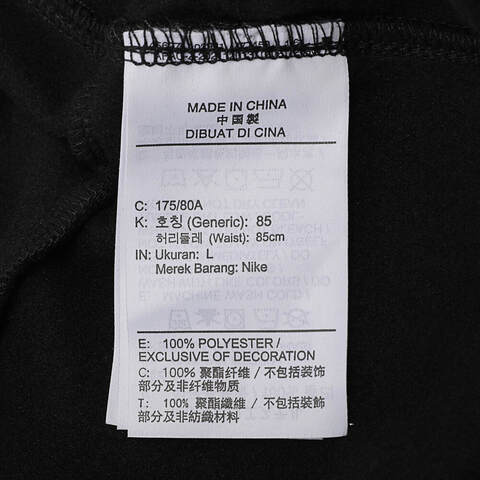 MADE IN CHINA
中国製
DIBUAT DI CINA
C: 175/80A
K: 호칭 (Generic): 85
허리둘레 (Waist): 85cm
IN: Ukuran: L
Merek Barang: Nike
E: 100% POLYESTER /
EXCLUSIVE OF DECORATION
C: 100% 聚酯纤维 / 不包括装饰
部分及非纤维物质
T: 100% 聚酯纖維 / 不包括裝飾
部分及非紡織材料